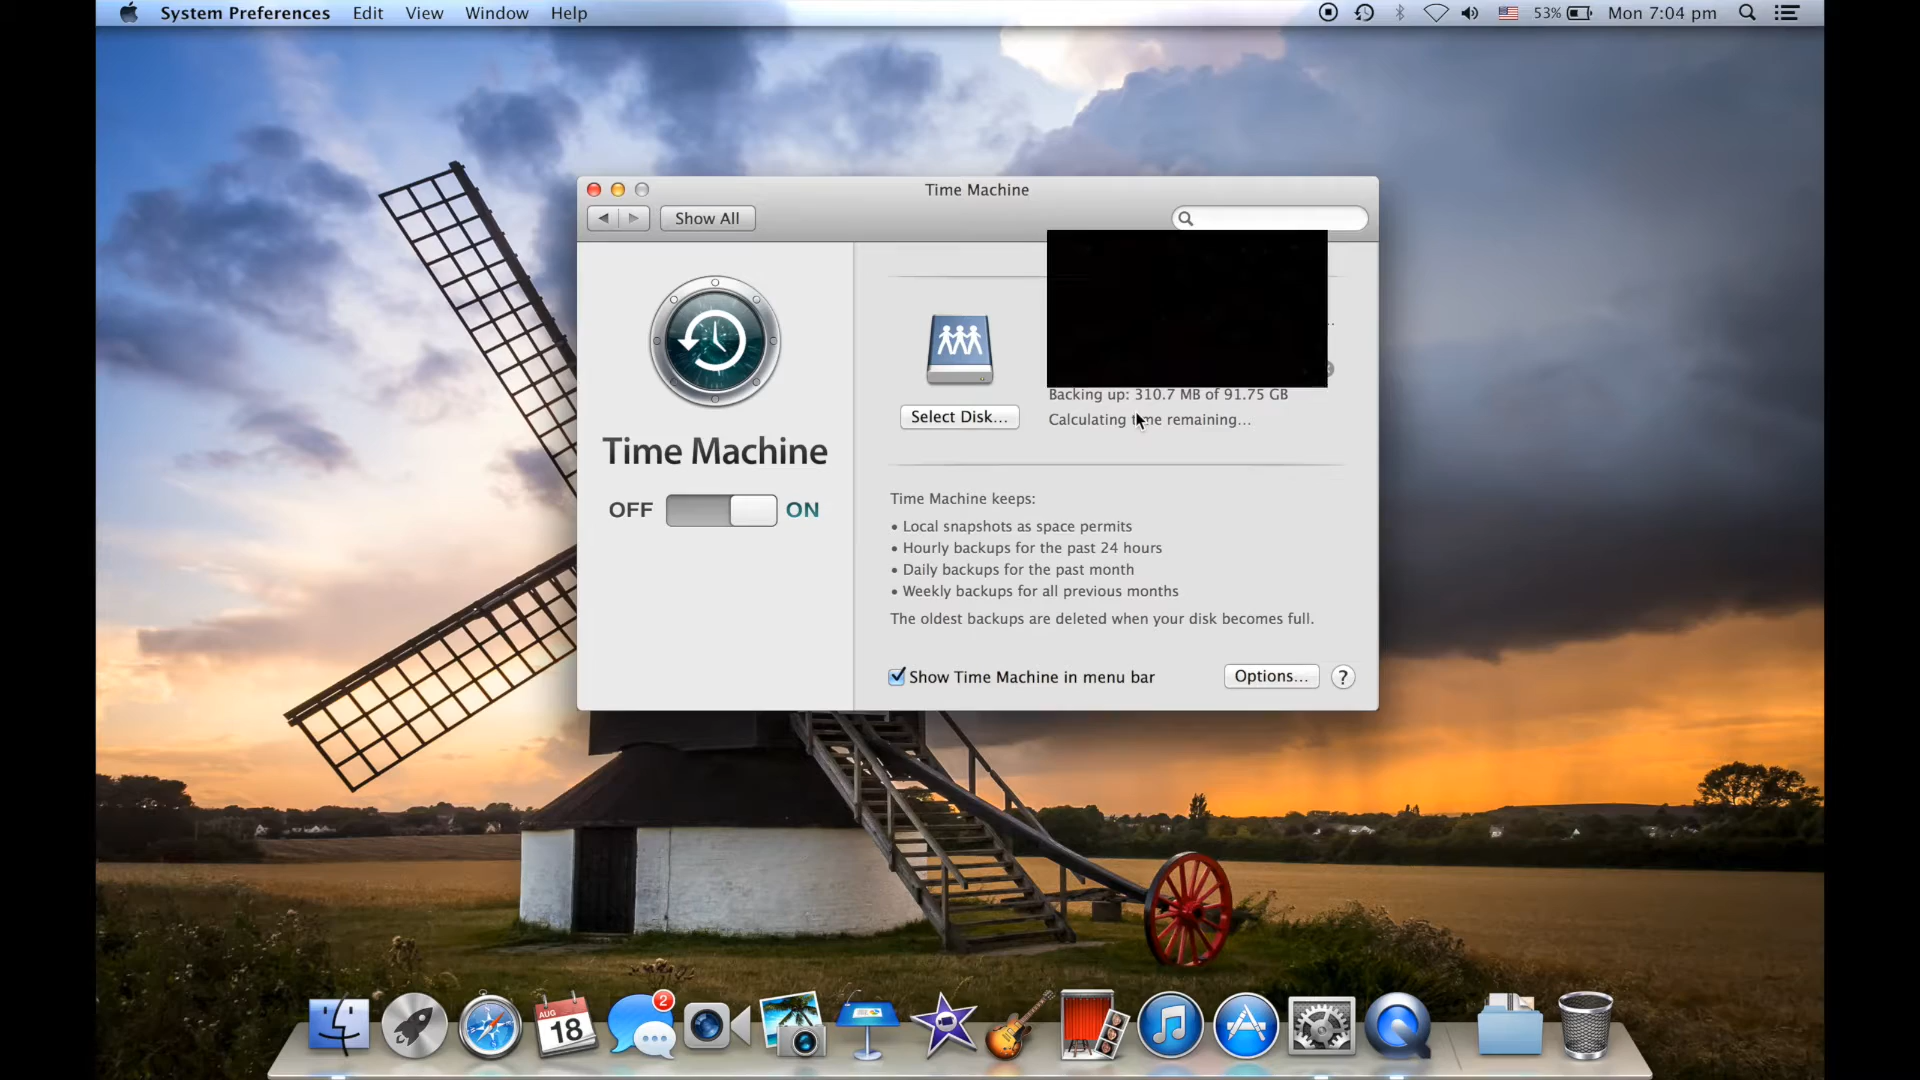 System Preferences Edit View Window Help 53% Mon 7:04 pm
Time Machine
Show All
Backing up: 310.7 MB of 91.75 GB
Select Disk...
Calculating time remaining...
Time Machine
OFF ON
Time Machine keeps:
• Local snapshots as space permits
• Hourly backups for the past 24 hours
• Daily backups for the past month
• Weekly backups for all previous months
The oldest backups are deleted when your disk becomes full.
Show Time Machine in menu bar
Options... ?
AUG
18
2